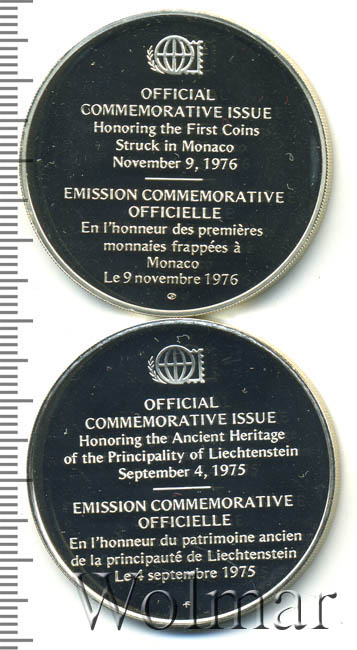 OFFICIAL
COMMEMORATIVE ISSUE
Honoring the First Coins
Struck in Monaco
November 9, 1976
EMISSION COMMEMORATIVE
OFFICIELLE
En l'honneur des premières
monnaies frappées à
Monaco
Le 9 novembre 1976
OFFICIAL
COMMEMORATIVE ISSUE
Honoring the Ancient Heritage
of the Principality of Liechtenstein
September 4, 1975
EMISSION COMMEMORATIVE
OFFICIELLE
En l'honneur du patrimoine ancien
de la principauté de Liechtenstein
Le 4 septembre 1975
Wolmar